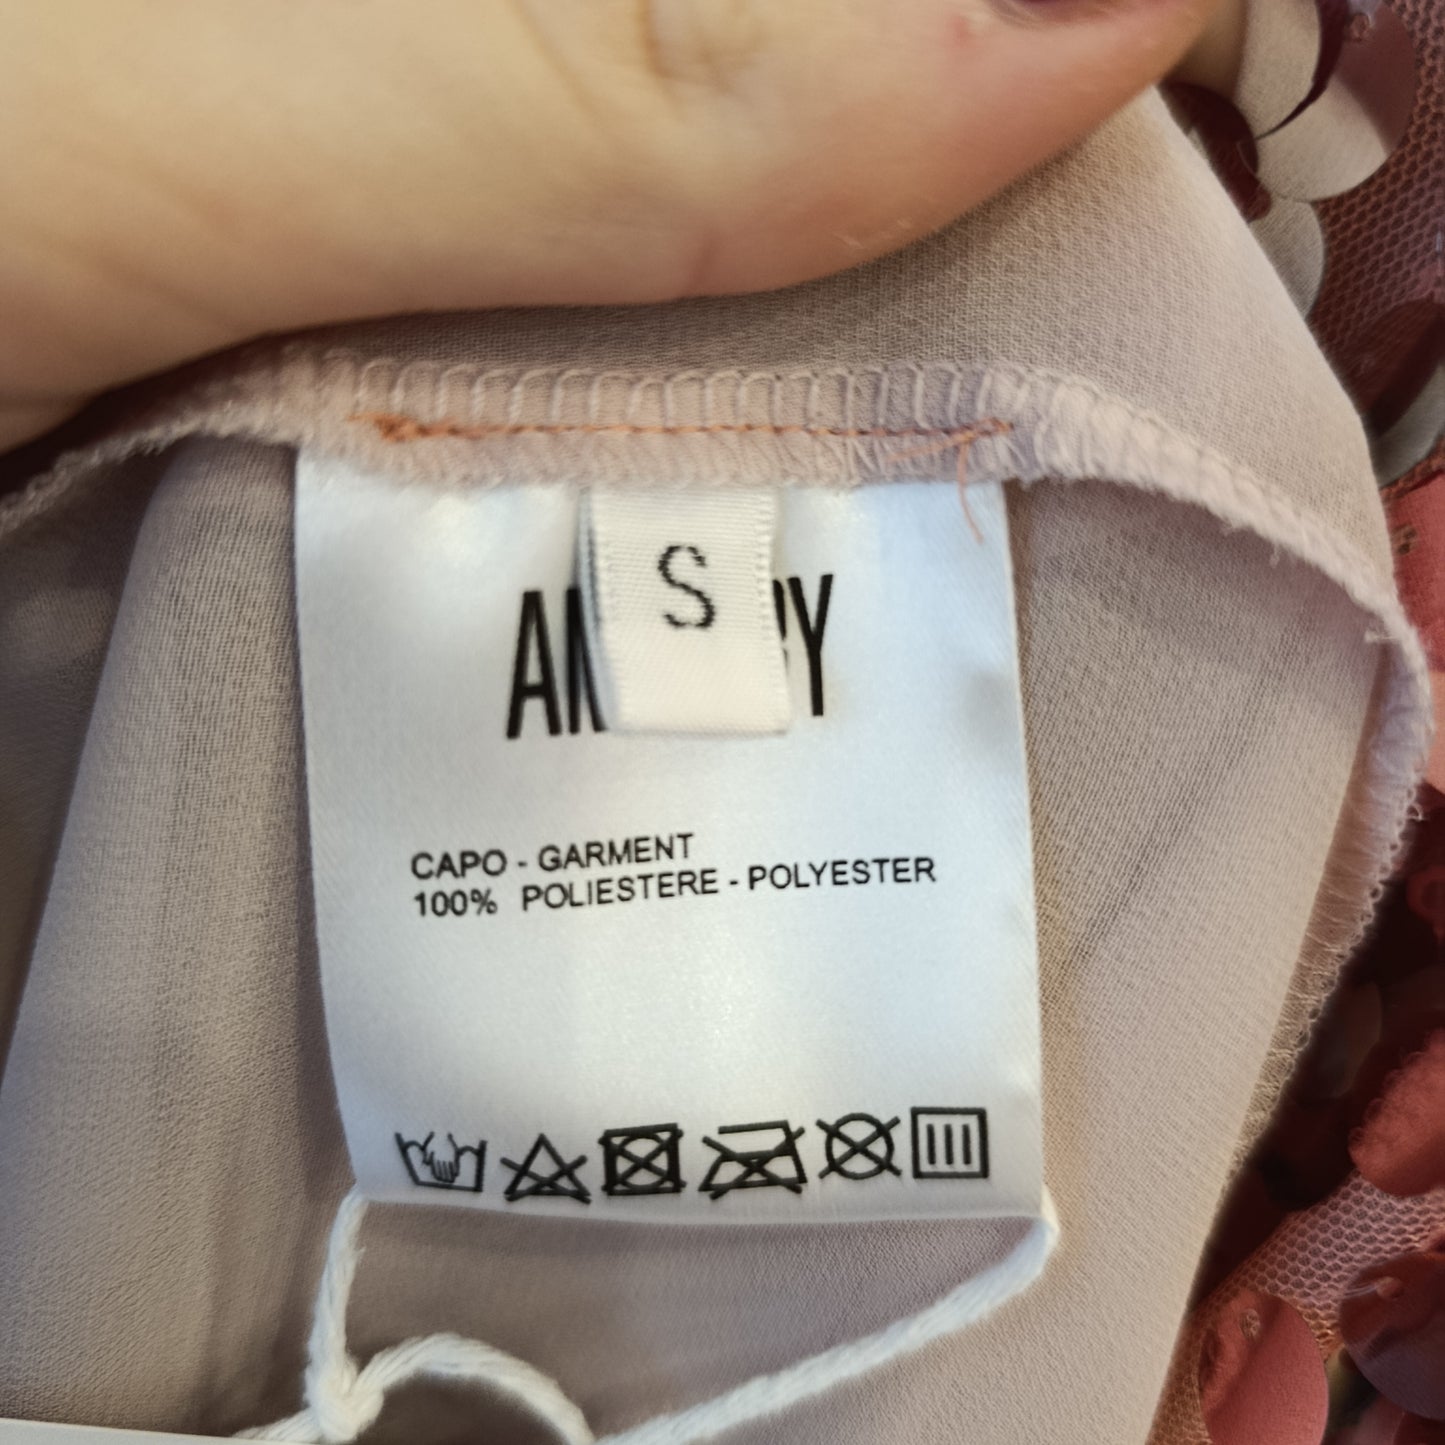 S
CAPO - GARMENT
100% POLIESTERE - POLYESTER